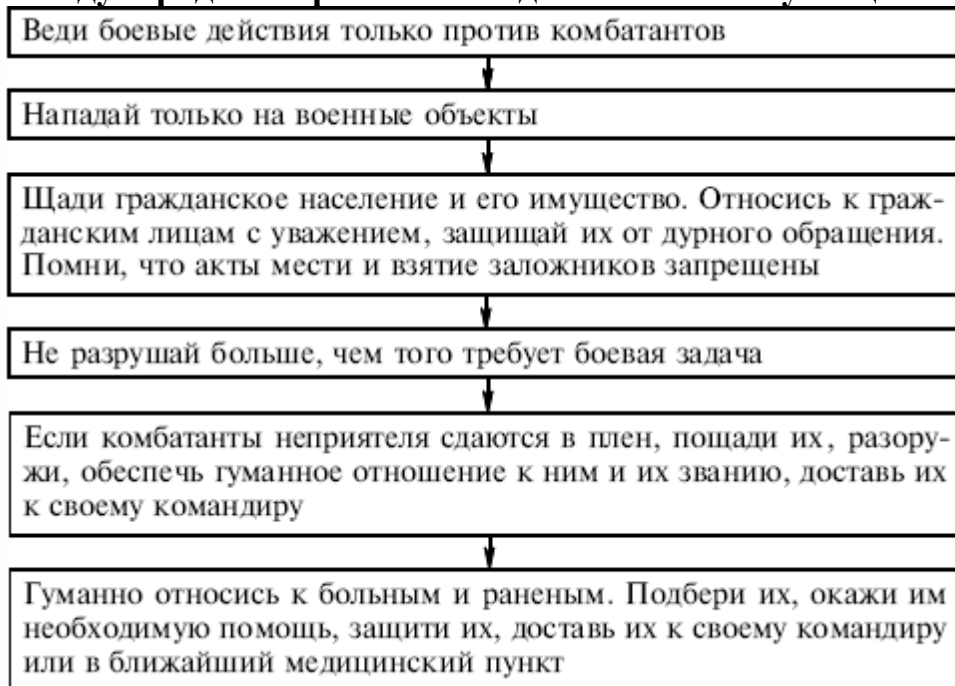 Веди боевые действия только против комбатантов
Нападай только на военные объекты
Щади гражданское население и его имущество. Относись к граж-
данским лицам с уважением, защищай их от дурного обращения.
Помни, что акты мести и взятие заложников запрещены
Не разрушай больше, чем того требует боевая задача
Если комбатанты неприятеля сдаются в плен, пощади их, разору-
жи, обеспечь гуманное отношение к ним и их званию, доставь их
к своему командиру
Гуманно относись к больным и раненым. Подбери их, окажи им
необходимую помощь, защити их, доставь их к своему командиру
или в ближайший медицинский пункт